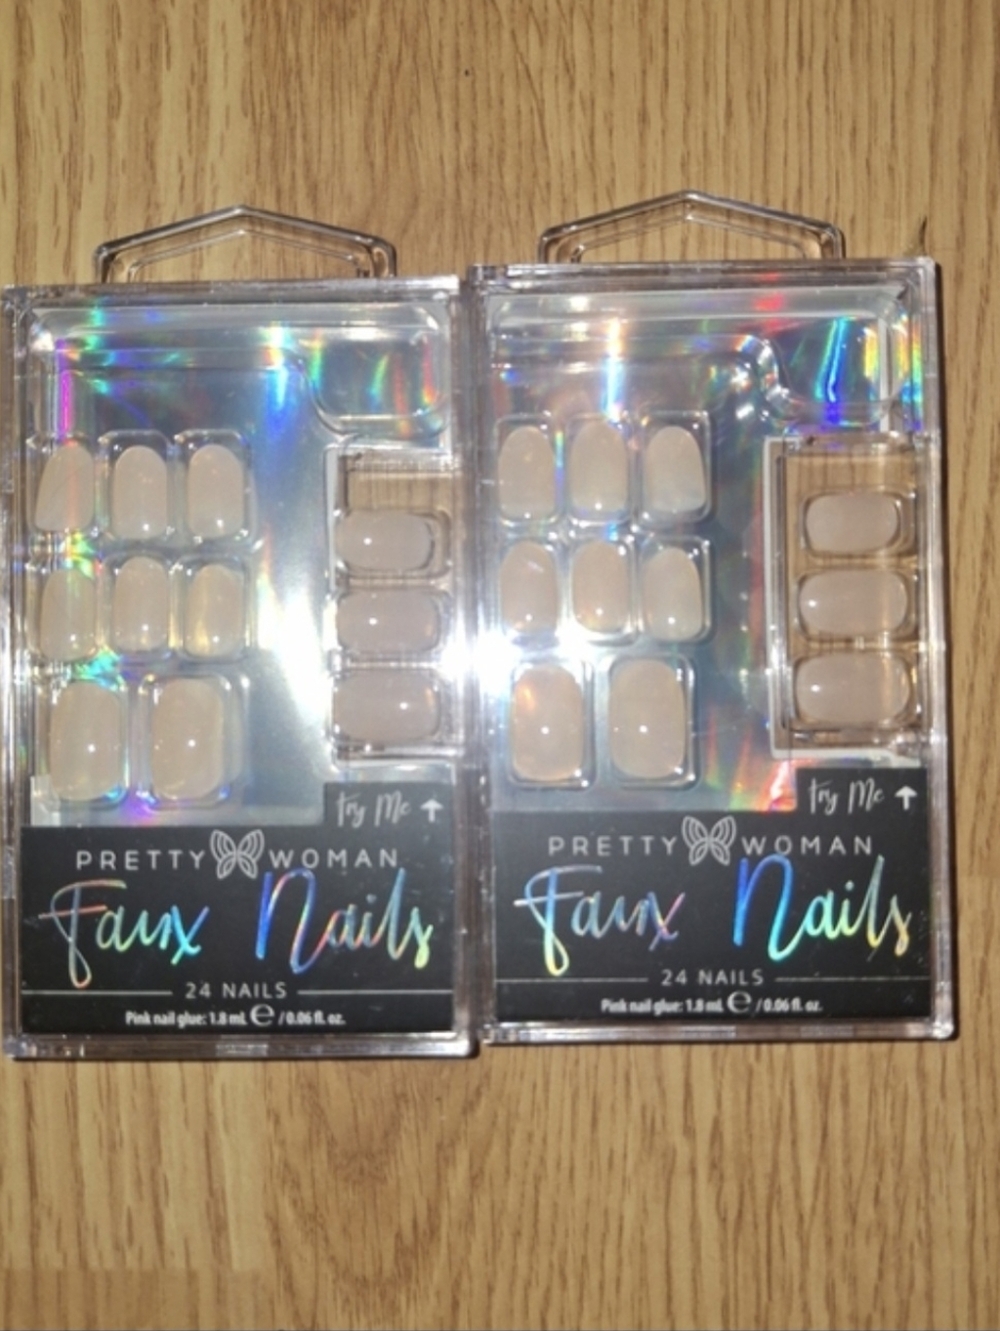 Try Me
PRETTY WOMAN
Faux Nails
24 NAILS
Pink nail glue: 1.8 mL ℮ / 0.06 fl. oz.
Try Me
PRETTY WOMAN
Faux Nails
24 NAILS
Pink nail glue: 1.8 mL ℮ / 0.06 fl. oz.